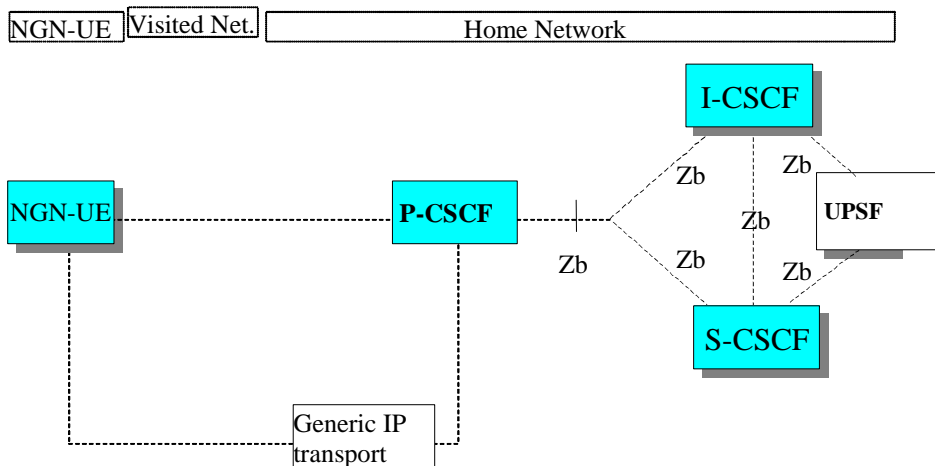 NGN-UE
Visited Net.
Home Network
I-CSCF
Zb
Zb
NGN-UE
P-CSCF
UPSF
Zb
Zb
Zb
Zb
S-CSCF
Generic IP
transport